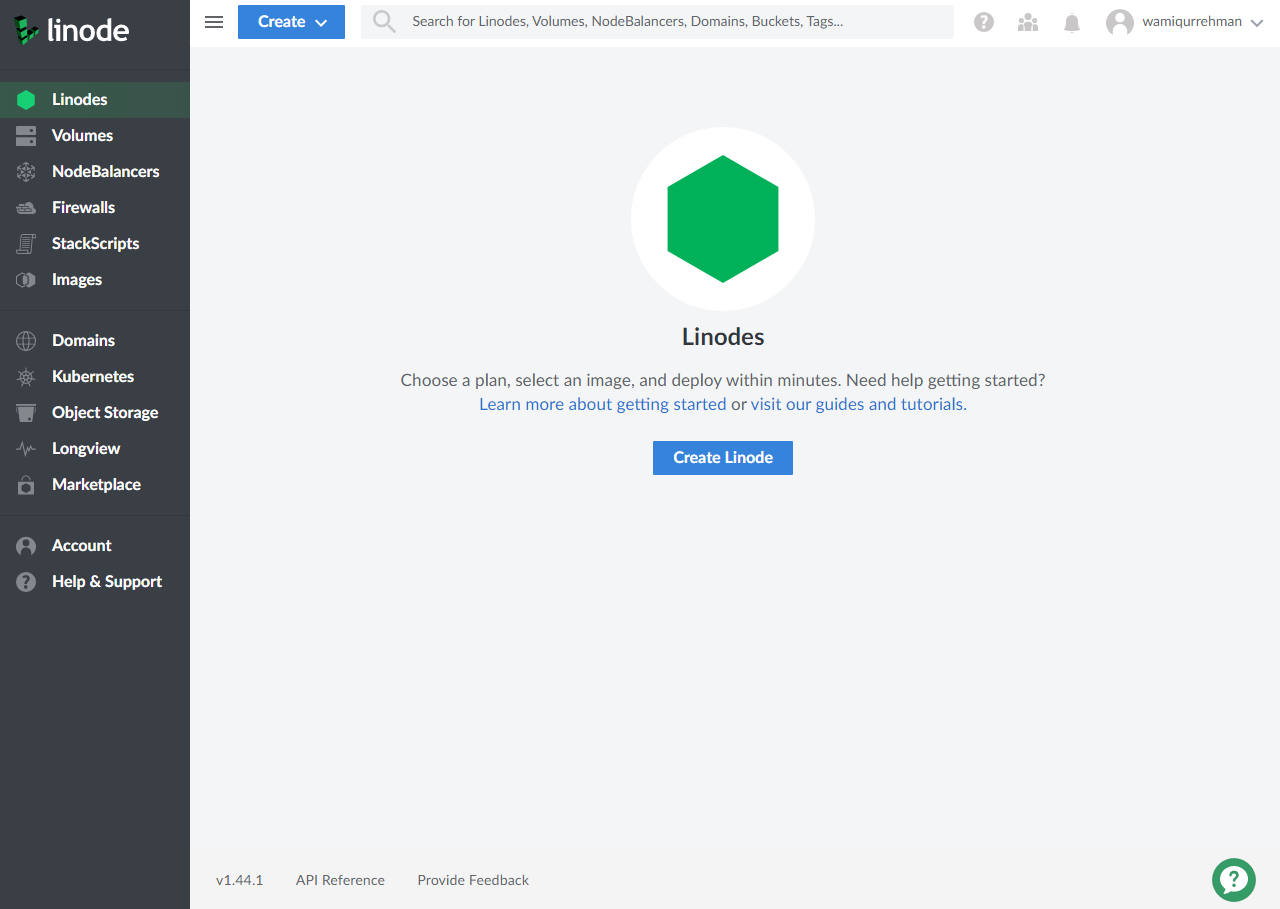 linode
Create
Search for Linodes, Volumes, NodeBalancers, Domains, Buckets, Tags...
?
wamiqurrehman
Linodes
Volumes
NodeBalancers
Firewalls
StackScripts
Images
Domains
Kubernetes
Object Storage
Longview
Marketplace
Account
? Help & Support
Linodes
Choose a plan, select an image, and deploy within minutes. Need help getting started?
Learn more about getting started or visit our guides and tutorials.
Create Linode
v1.44.1
API Reference
Provide Feedback
?